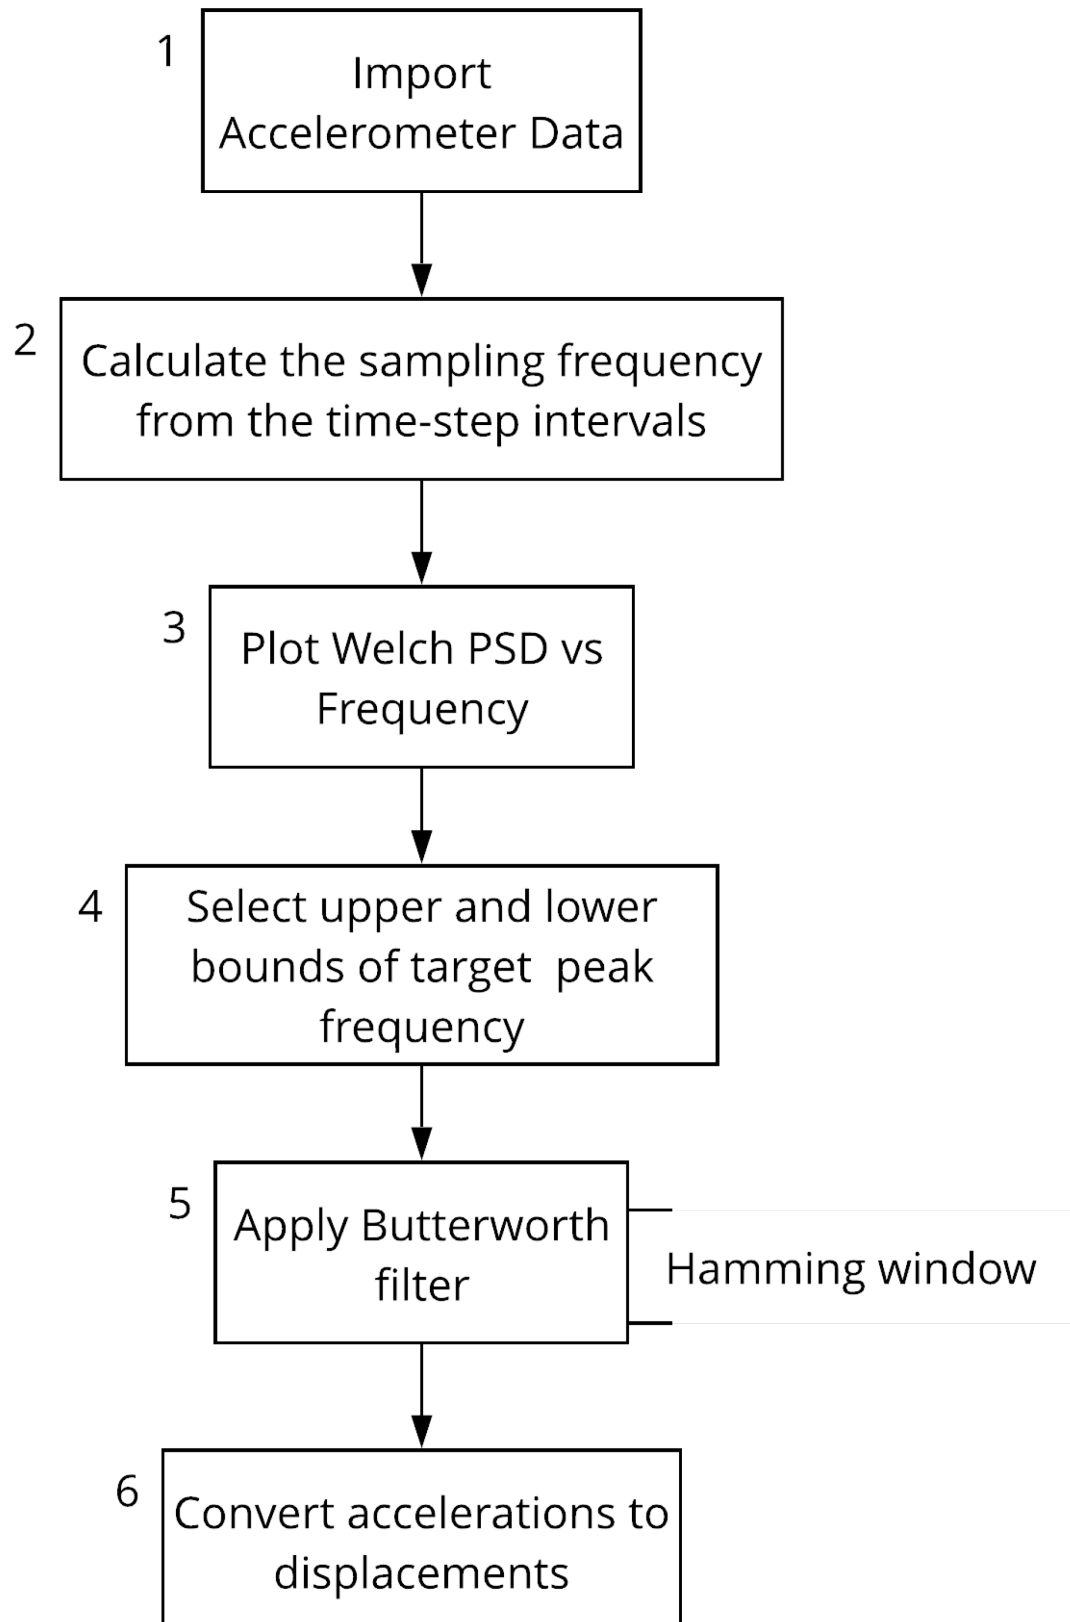 1
Import
Accelerometer Data
2
Calculate the sampling frequency
from the time-step intervals
3
Plot Welch PSD vs
Frequency
4
Select upper and lower
bounds of target  peak
frequency
5
Apply Butterworth
filter
Hamming window
6
Convert accelerations to
displacements